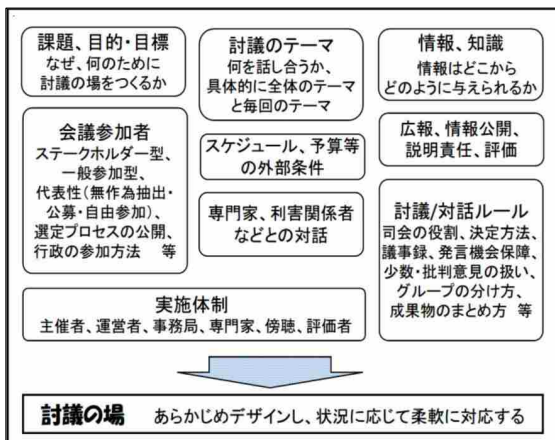 課題、目的・目標
なぜ、何のために
討議の場をつくるか
討議のテーマ
何を話し合うか、
具体的に全体のテーマ
と毎回のテーマ
情報、知識
情報はどこから
どのように与えられるか
会議参加者
ステークホルダー型、
一般参加型、
代表性(無作為抽出・
公募・自由参加)、
選定プロセスの公開、
行政の参加方法 等
スケジュール、予算等
の外部条件
広報、情報公開、
説明責任、評価
専門家、利害関係者
などとの対話
討議/対話ルール
司会の役割、決定方法、
議事録、発言機会保障、
少数・批判意見の扱い、
グループの分け方、
成果物のまとめ方 等
実施体制
主催者、運営者、事務局、専門家、傍聴、評価者
討議の場 あらかじめデザインし、状況に応じて柔軟に対応する